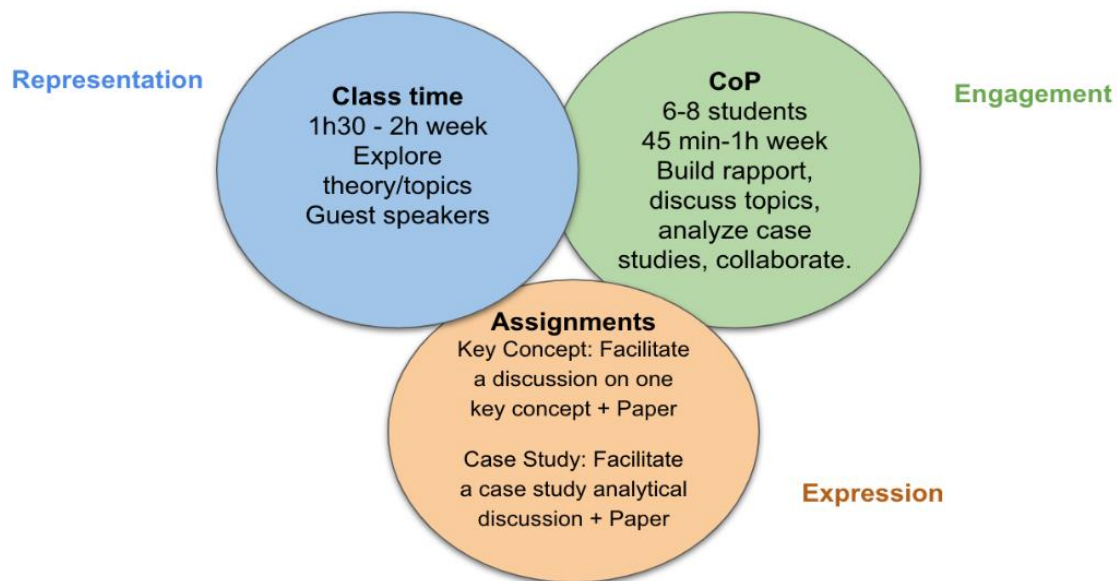 Representation
Class time
1h30 - 2h week
Explore
theory/topics
Guest speakers
CoP
6-8 students
45 min-1h week
Build rapport,
discuss topics,
analyze case
studies, collaborate.
Engagement
Assignments
Key Concept: Facilitate
a discussion on one
key concept + Paper
Case Study: Facilitate
a case study analytical
discussion + Paper
Expression